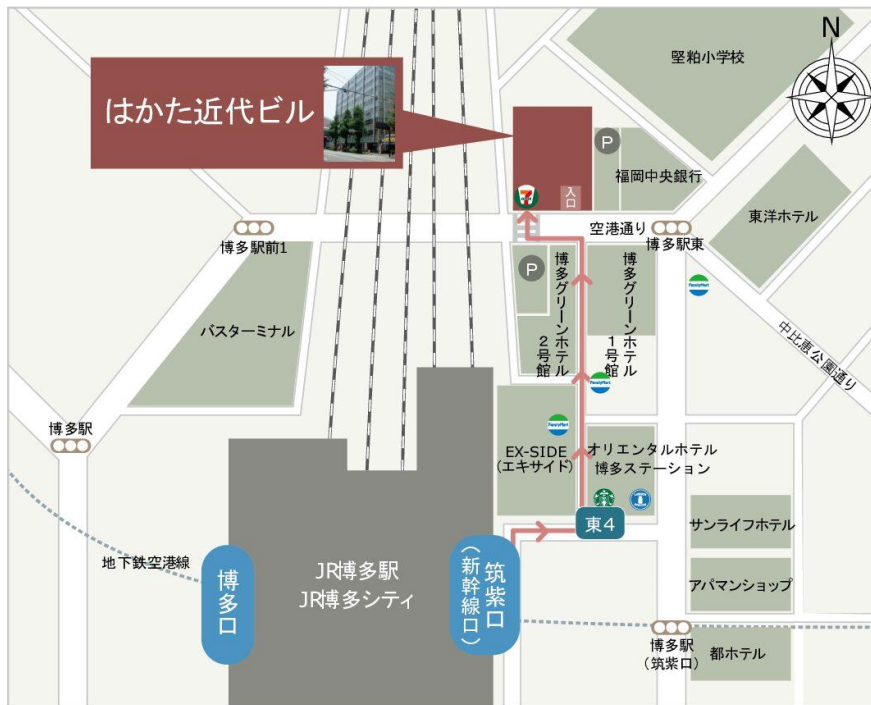 N
堅粕小学校
はかた近代ビル
P
福岡中央銀行
7
入口
空港通り
博多駅東
東洋ホテル
博多駅前1
P
博多グリーンホテル
2号館
博多グリーンホテル
1号館
FamilyMart
中比恵公園通り
バスターミナル
FamilyMart
博多駅
FamilyMart
EX-SIDE
(エキサイド)
オリエンタルホテル
博多ステーション
東4
サンライフホテル
地下鉄空港線
博多口
JR博多駅
JR博多シティ
筑紫口
(新幹線口)
アパマンショップ
博多駅
(筑紫口)
都ホテル